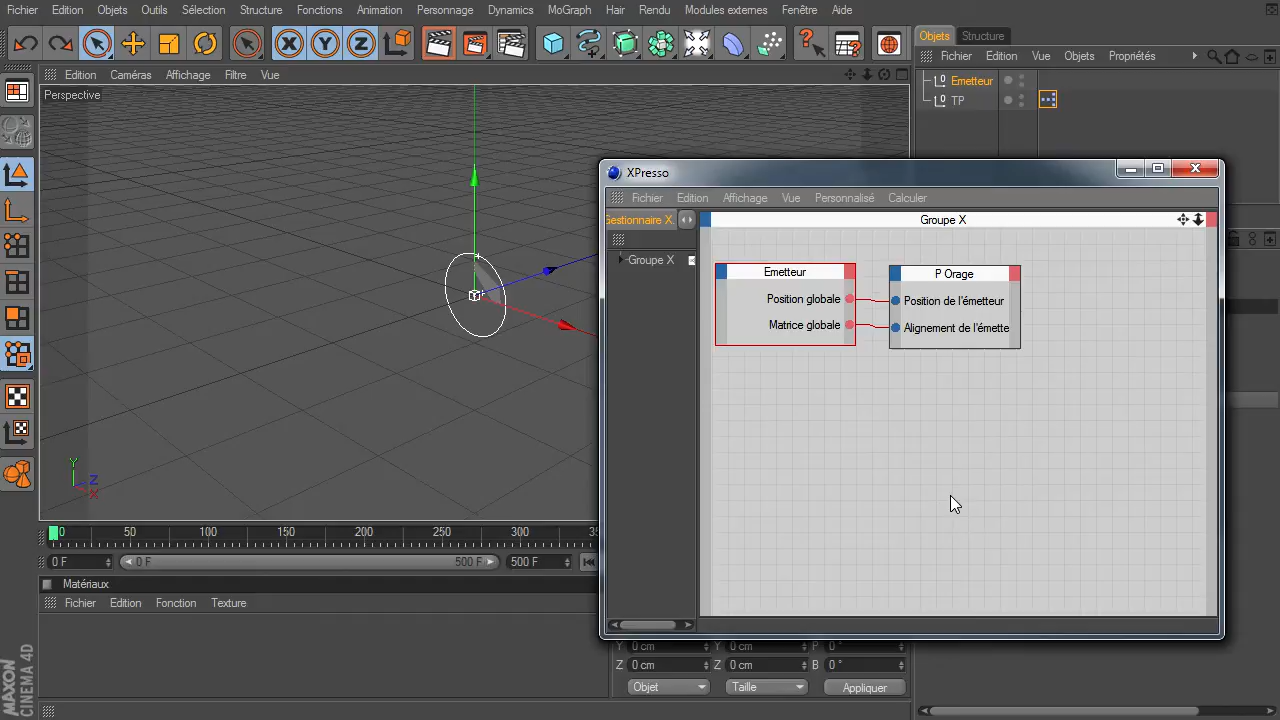 Fichier Edition Objets Outils Sélection Structure Fonctions Animation Personnage Dynamics MoGraph Hair Rendu Modules externes Fenêtre Aide
X Y Z
Objets Structure
Fichier Edition Vue Objets Propriétés
Edition Caméras Affichage Filtre Vue
Perspective
Emetteur
TP
XPresso
Fichier Edition Affichage Vue Personnalisé Calculer
Gestionnaire X.
Groupe X
Groupe X
Emetteur
Position globale
Matrice globale
P Orage
Position de l'émetteur
Alignement de l'émette
Y
Z
X
0 50 100 150 200 250 300
0 F 0 F 500 F 500 F
Matériaux
Fichier Edition Fonction Texture
Y 0 cm Y 0 cm P 0 °
Z 0 cm Z 0 cm B 0 °
Objet Taille Appliquer
MAXON
CINEMA 4D